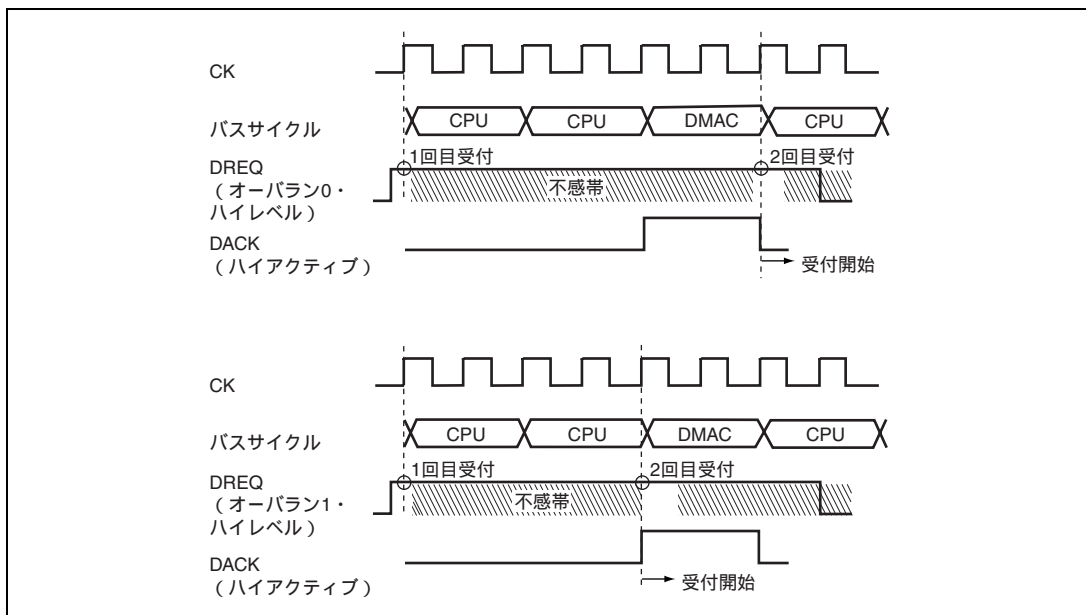 CK
バスサイクル
CPU CPU DMAC CPU
DREQ
（オーバラン0・
ハイレベル）
1回目受付 2回目受付
不感帯
DACK
（ハイアクティブ）
受付開始
CK
バスサイクル
CPU CPU DMAC CPU
DREQ
（オーバラン1・
ハイレベル）
1回目受付 2回目受付
不感帯
DACK
（ハイアクティブ）
受付開始